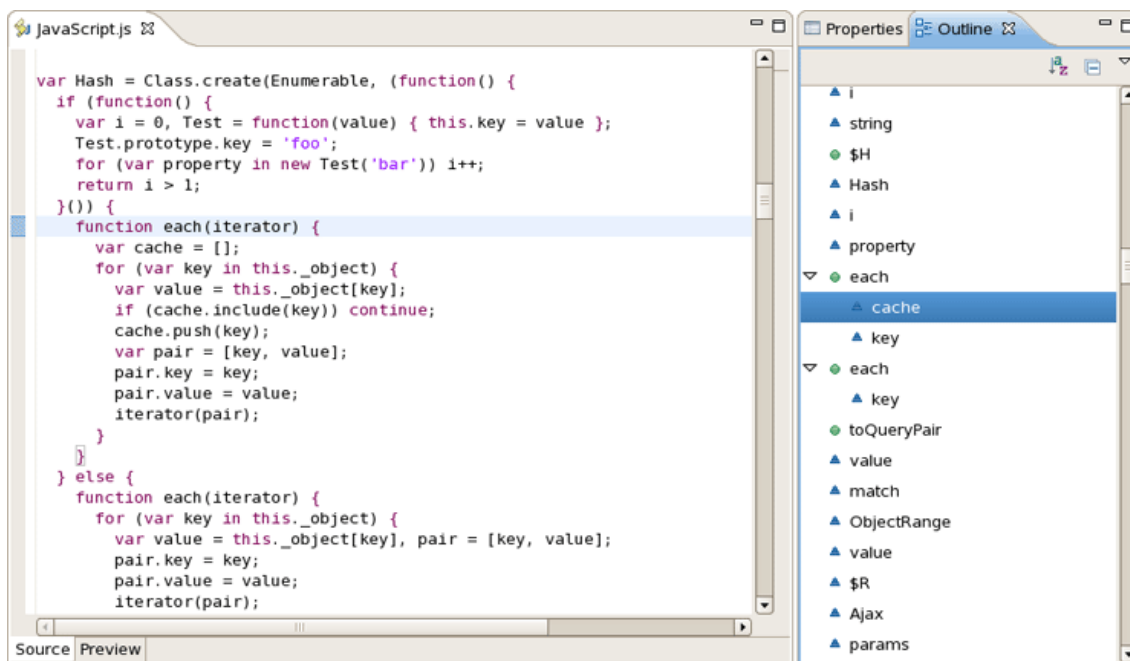 JavaScript.js
var Hash = Class.create(Enumerable, (function() {
if (function() {
var i = 0, Test = function(value) { this.key = value };
Test.prototype.key = 'foo';
for (var property in new Test('bar')) i++;
return i > 1;
}()) {
function each(iterator) {
var cache = [];
for (var key in this._object) {
var value = this._object[key];
if (cache.include(key)) continue;
cache.push(key);
var pair = [key, value];
pair.key = key;
pair.value = value;
iterator(pair);
}
}
} else {
function each(iterator) {
for (var key in this._object) {
var value = this._object[key], pair = [key, value];
pair.key = key;
pair.value = value;
iterator(pair);
Source Preview
Properties Outline
i
string
$H
Hash
i
property
each
cache
key
each
key
toQueryPair
value
match
ObjectRange
value
$R
Ajax
params